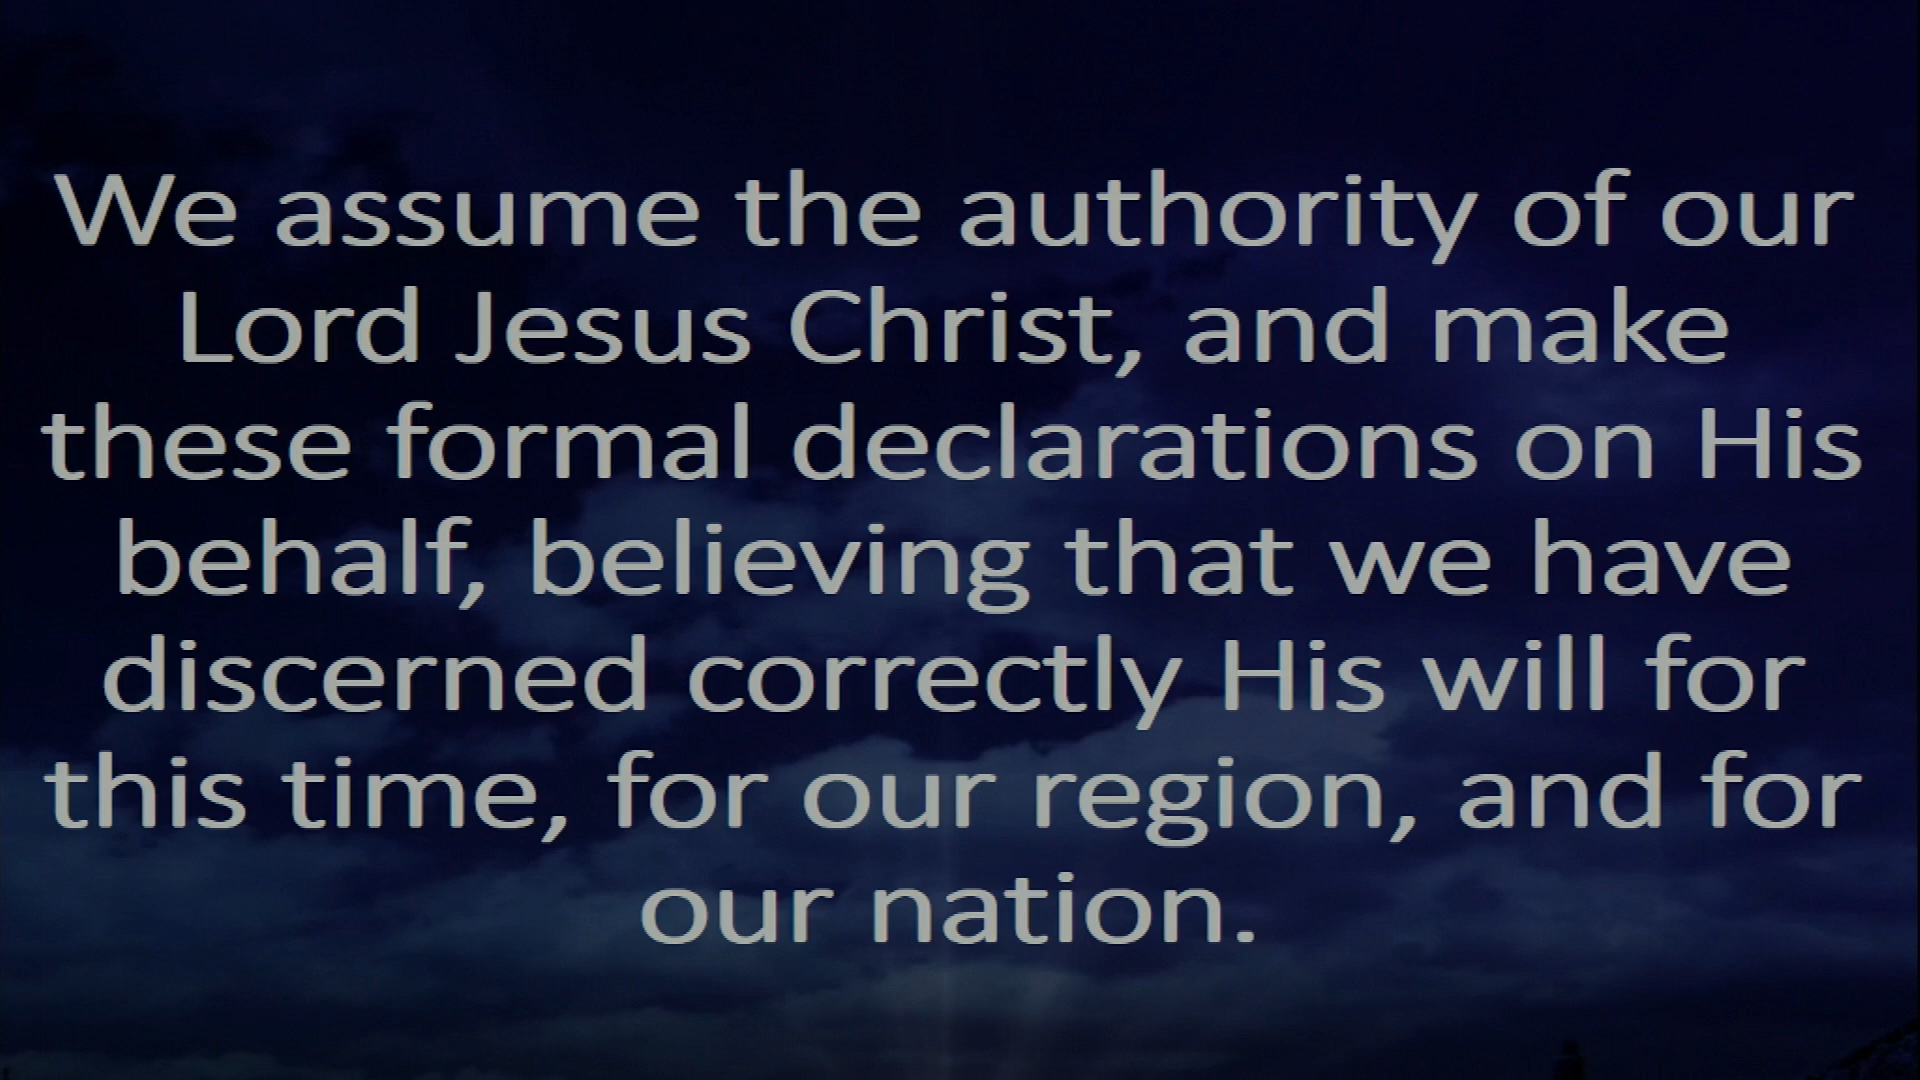 We assume the authority of our
Lord Jesus Christ, and make
these formal declarations on His
behalf, believing that we have
discerned correctly His will for
this time, for our region, and for
our nation.